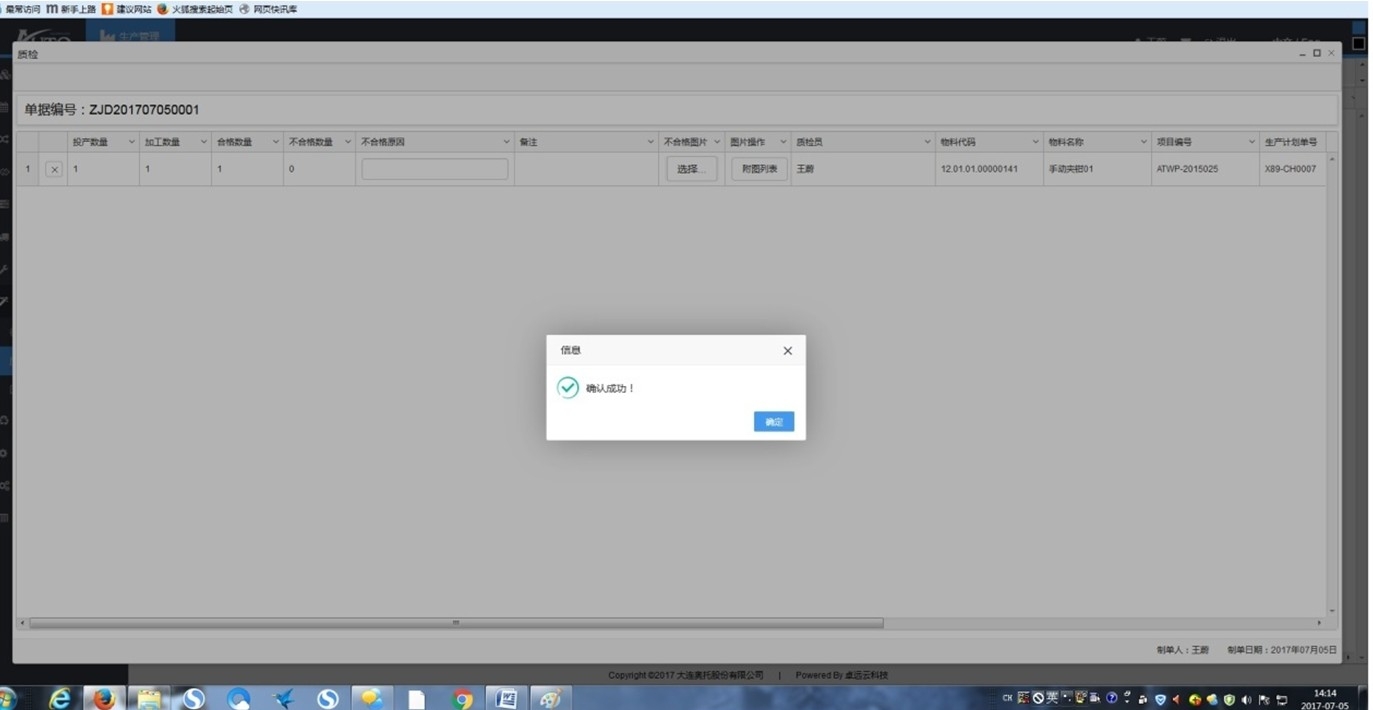 最常访问 新手上路 建议网站 火狐搜索起始页 网页快讯库
生产管理
质检
单据编号：ZJD201707050001
投产数量 加工数量 合格数量 不合格数量 不合格原因 备注 不合格图片 图片操作 质检员 物料代码 物料名称 项目编号 生产计划单号
1 1 1 1 0 选择... 附图列表 王蔚 12.01.01.00000141 手动夹钳01 ATWP-2015025 X89-CH0007
信息
确认成功！
确定
制单人：王蔚 制单日期：2017年07月05日
Copyright ©2017 大连奥托股份有限公司 | Powered By 卓远云科技
CH 英
14:14
2017-07-05